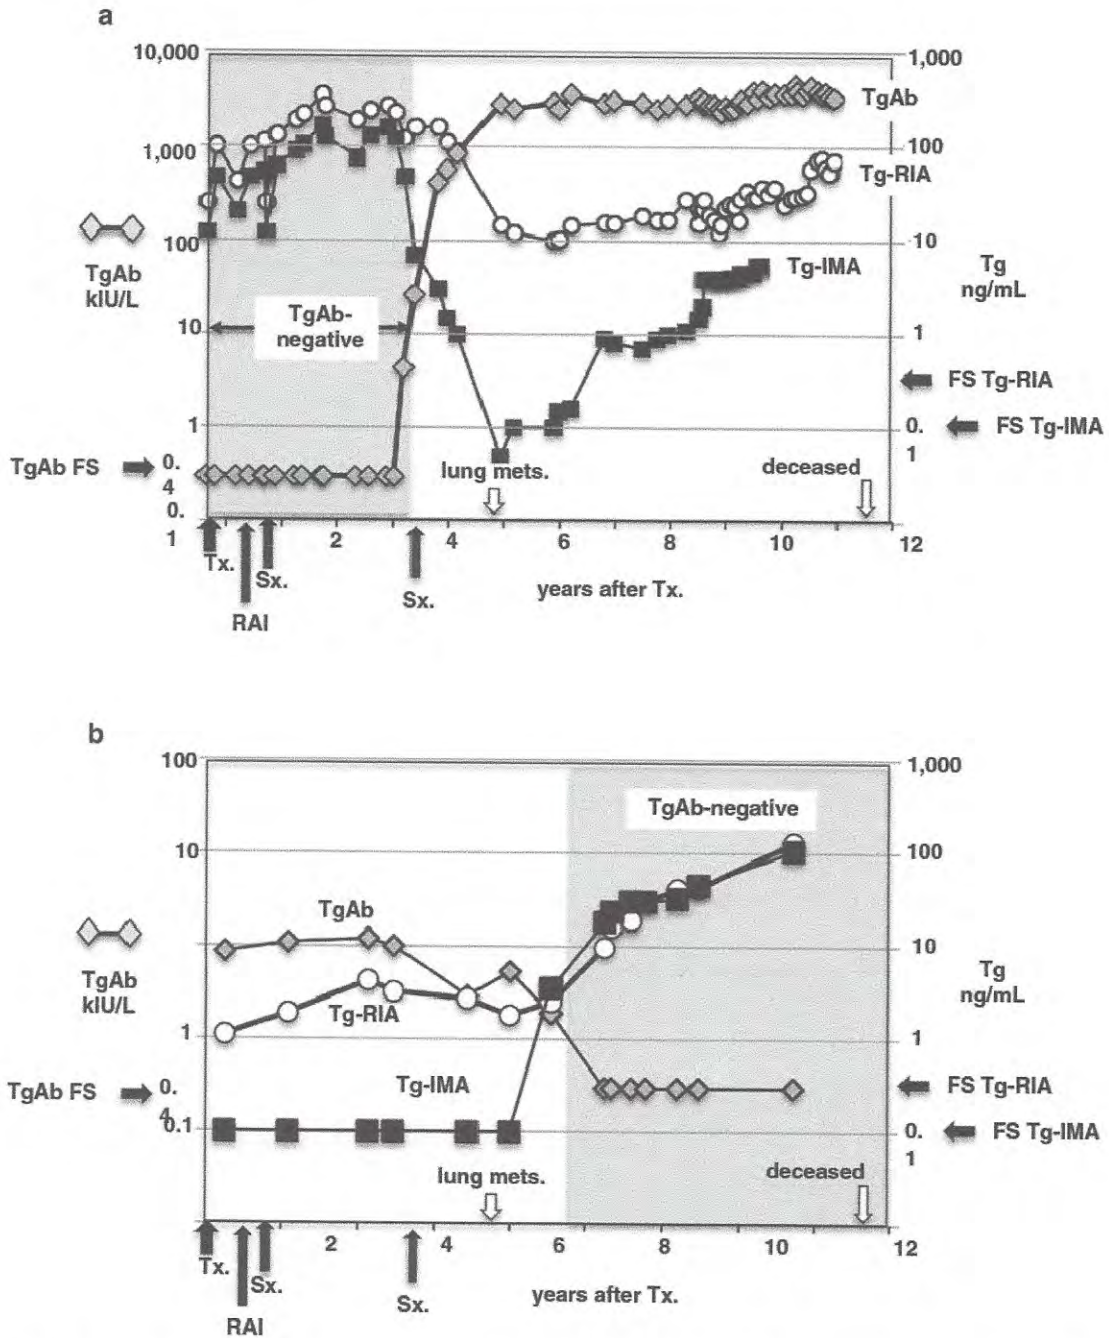 a
10,000
1,000
100
10
1
0.
4
0.
1
TgAb
kIU/L
TgAb FS
TgAb-
negative
TgAb
Tg-RIA
Tg-IMA
1,000
100
10
1
0.
1
Tg
ng/mL
FS Tg-RIA
FS Tg-IMA
lung mets.
deceased
2
4
6
8
10
12
Tx.
Sx.
RAI
Sx.
years after Tx.
b
100
10
1
0.
4
0.1
TgAb
kIU/L
TgAb FS
TgAb-negative
TgAb
Tg-RIA
Tg-IMA
1,000
100
10
1
0.
1
Tg
ng/mL
FS Tg-RIA
FS Tg-IMA
lung mets.
deceased
2
4
6
8
10
12
Tx.
Sx.
RAI
Sx.
years after Tx.